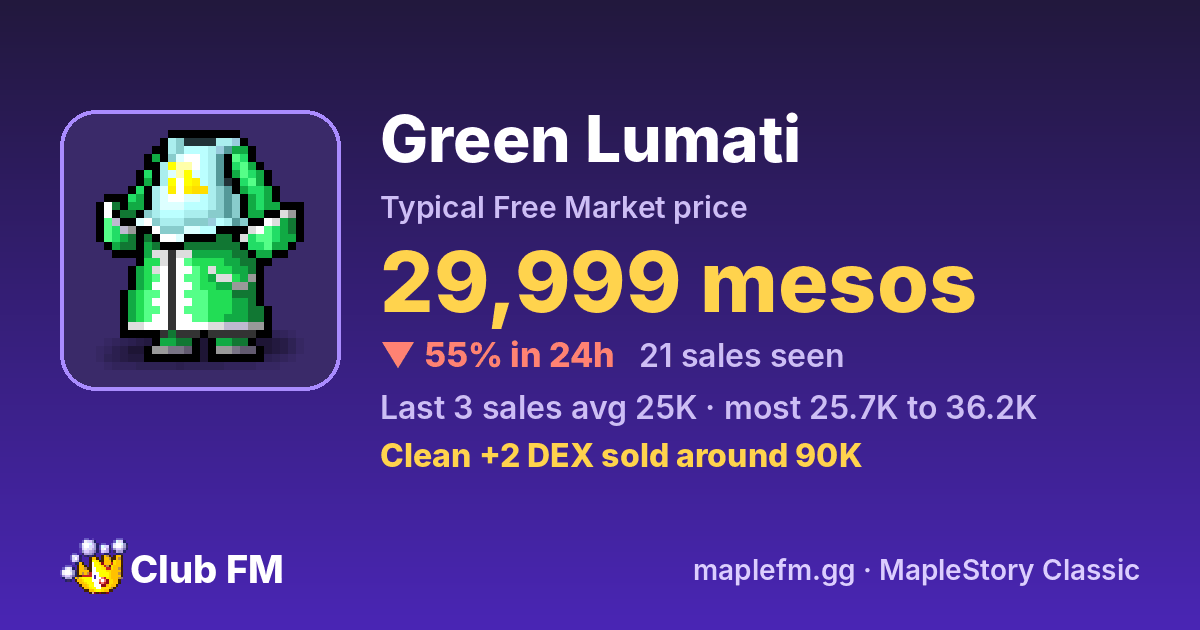 Green Lumati
Typical Free Market price
29,999 mesos
▼ 55% in 24h 21 sales seen
Last 3 sales avg 25K · most 25.7K to 36.2K
Clean +2 DEX sold around 90K
Club FM
maplefm.gg · MapleStory Classic